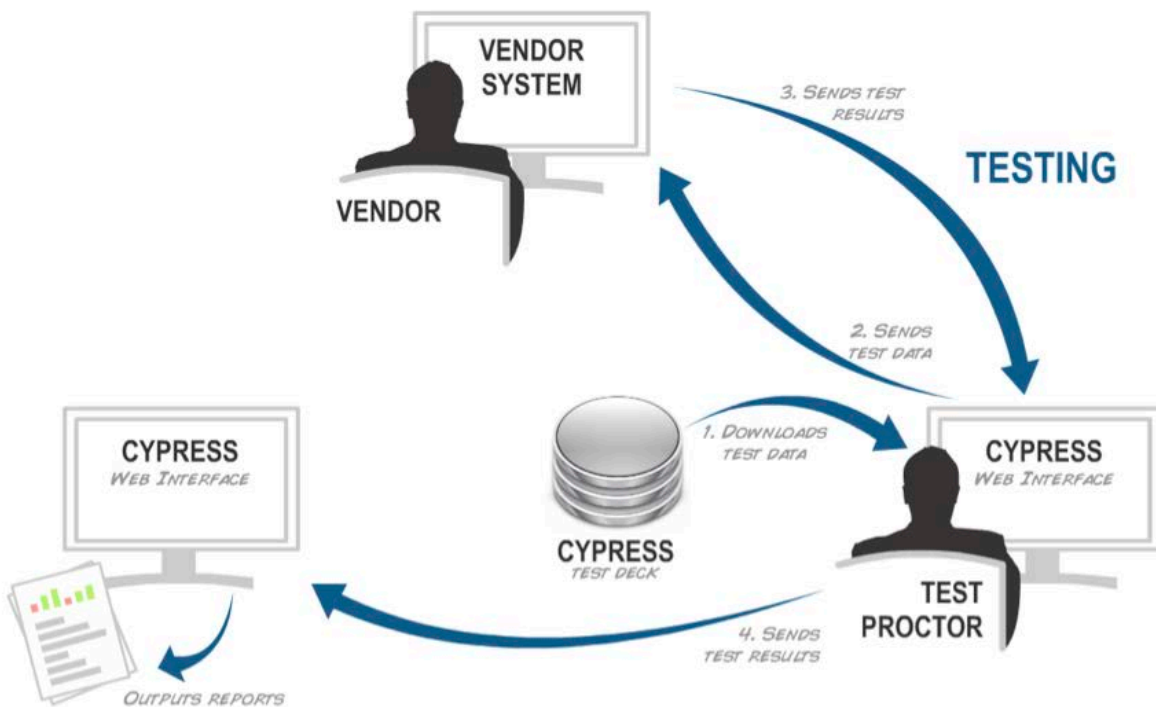 VENDOR
SYSTEM
VENDOR
3. SENDS TEST
RESULTS
TESTING
2. SENDS
TEST DATA
1. DOWNLOADS
TEST DATA
CYPRESS
WEB INTERFACE
CYPRESS
TEST DECK
CYPRESS
WEB INTERFACE
TEST
PROCTOR
4. SENDS
TEST RESULTS
OUTPUTS REPORTS